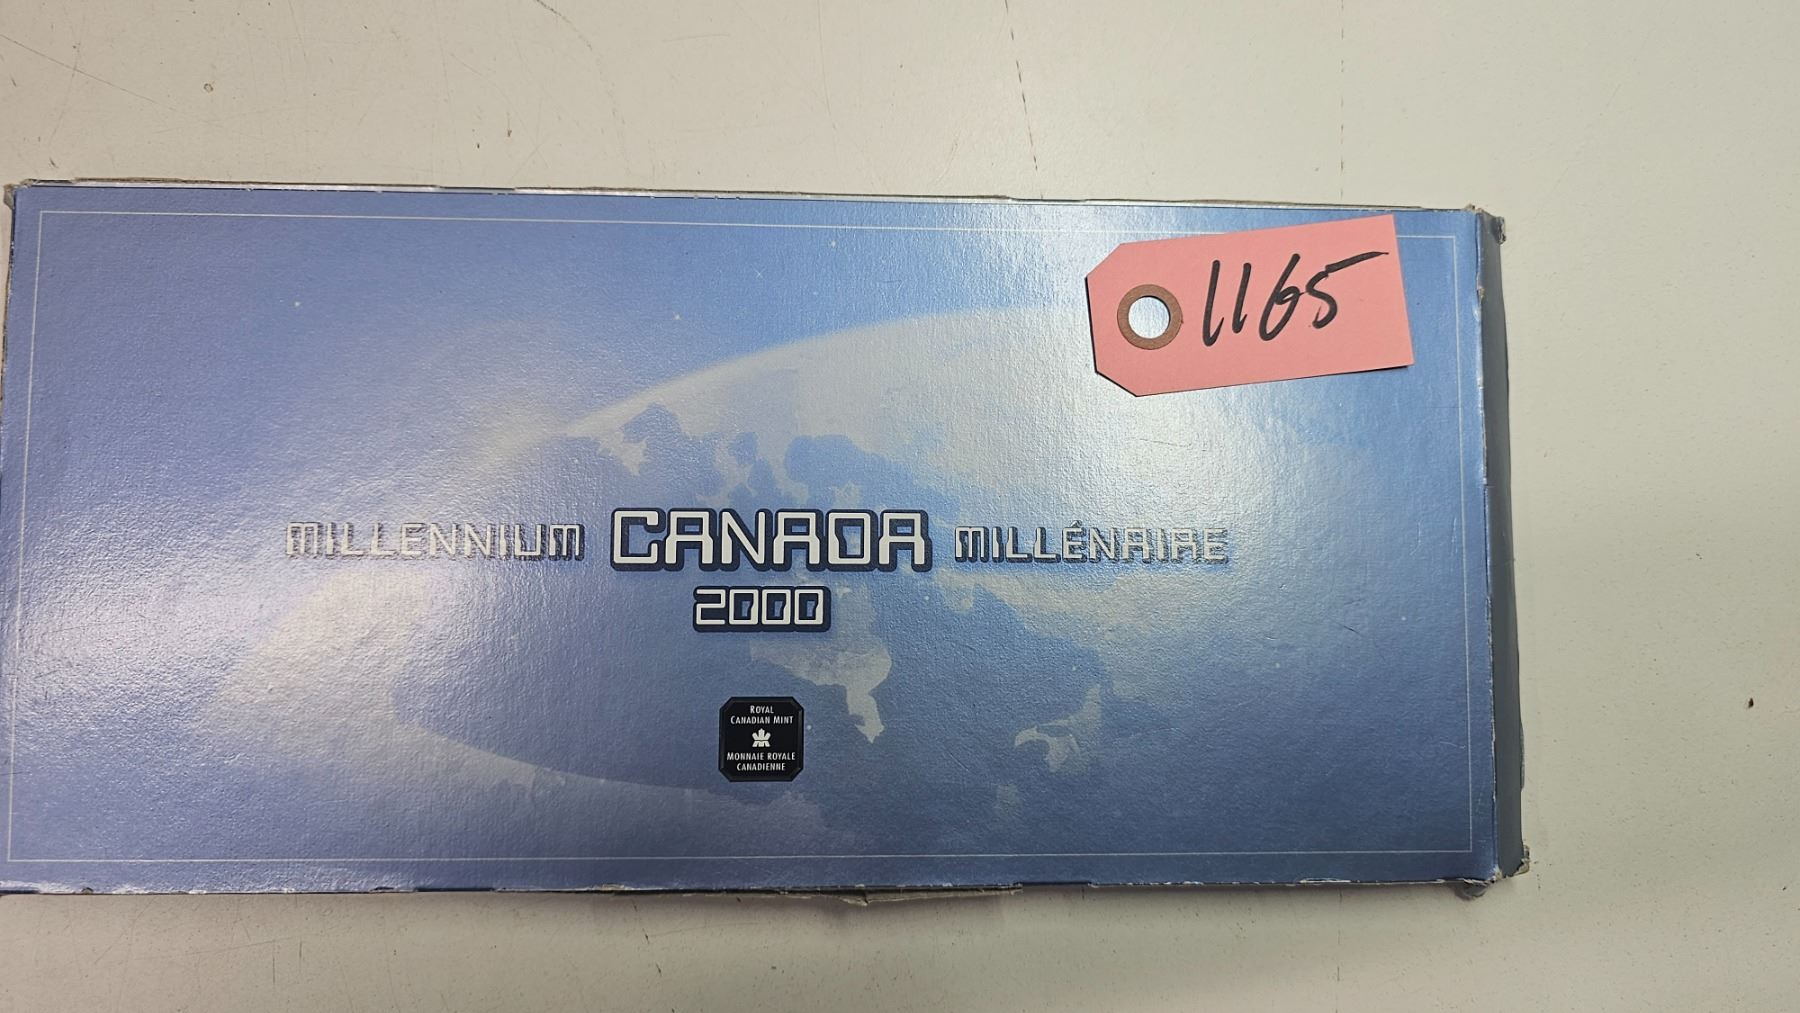 1165
MILLENNIUM CANADA MILLÉNAIRE
2000
ROYAL
CANADIAN MINT
MONNAIE ROYALE
CANADIENNE